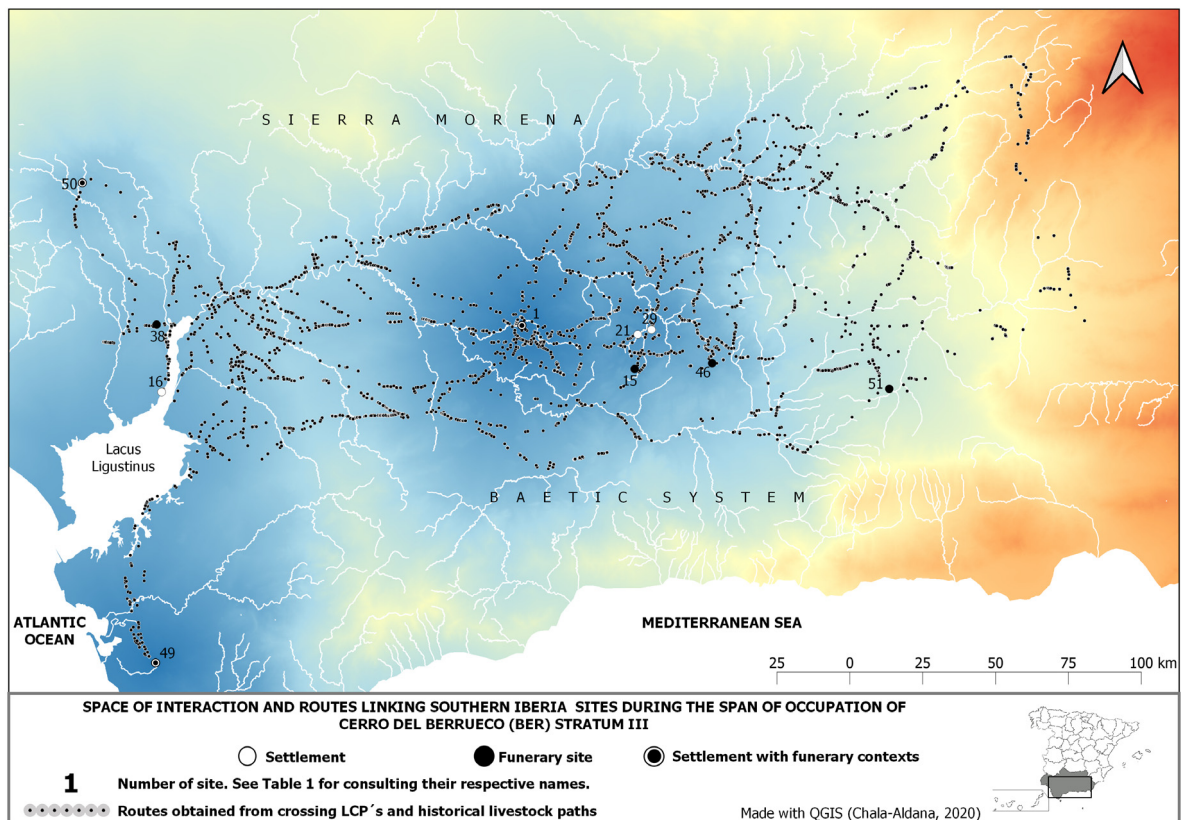 S I E R R A M O R E N A
50
1
29
21
38
15
46
16
51
Lacus
Ligustinus
B A E T I C S Y S T E M
ATLANTIC
OCEAN
MEDITERRANEAN SEA
49
25 0 25 50 75 100 km
SPACE OF INTERACTION AND ROUTES LINKING SOUTHERN IBERIA SITES DURING THE SPAN OF OCCUPATION OF
CERRO DEL BERRUECO (BER) STRATUM III
Settlement
Funerary site
Settlement with funerary contexts
1 Number of site. See Table 1 for consulting their respective names.
Routes obtained from crossing LCP´s and historical livestock paths
Made with QGIS (Chala-Aldana, 2020)